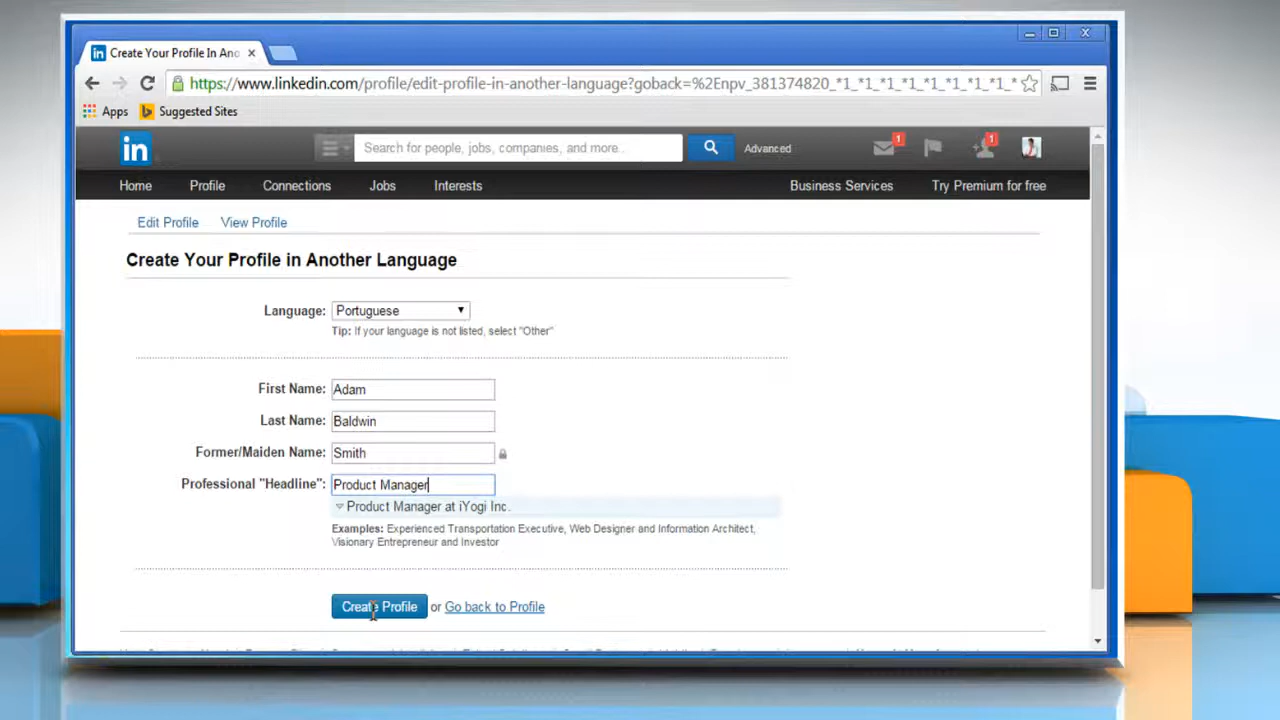 Create Your Profile In Ano
https://www.linkedin.com/profile/edit-profile-in-another-language?goback=%2Enpv_381374820_*1_*1_*1_*1_*1_*1_*1_*
Apps Suggested Sites
in Search for people, jobs, companies, and more.. Advanced 1 1
Home Profile Connections Jobs Interests Business Services Try Premium for free
Edit Profile View Profile
Create Your Profile in Another Language
Language: Portuguese
Tip: If your language is not listed, select "Other"
First Name: Adam
Last Name: Baldwin
Former/Maiden Name: Smith
Professional "Headline": Product Manager
Product Manager at iYogi Inc.
Examples: Experienced Transportation Executive, Web Designer and Information Architect,
Visionary Entrepreneur and Investor
Create Profile or Go back to Profile